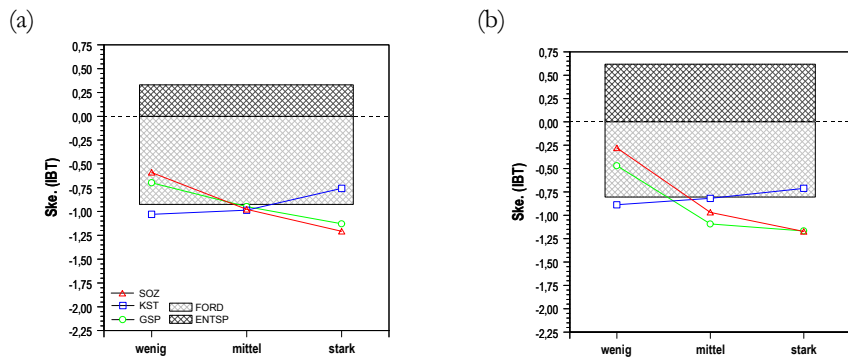 (a)
(b)
Ske. (IBT)
0,75
0,50
0,25
0,00
-0,25
-0,50
-0,75
-1,00
-1,25
-1,50
-1,75
-2,00
-2,25
SOZ
KST
GSP
FORD
ENTSP
wenig mittel stark
Ske. (IBT)
0,75
0,50
0,25
0,00
-0,25
-0,50
-0,75
-1,00
-1,25
-1,50
-1,75
-2,00
-2,25
wenig mittel stark